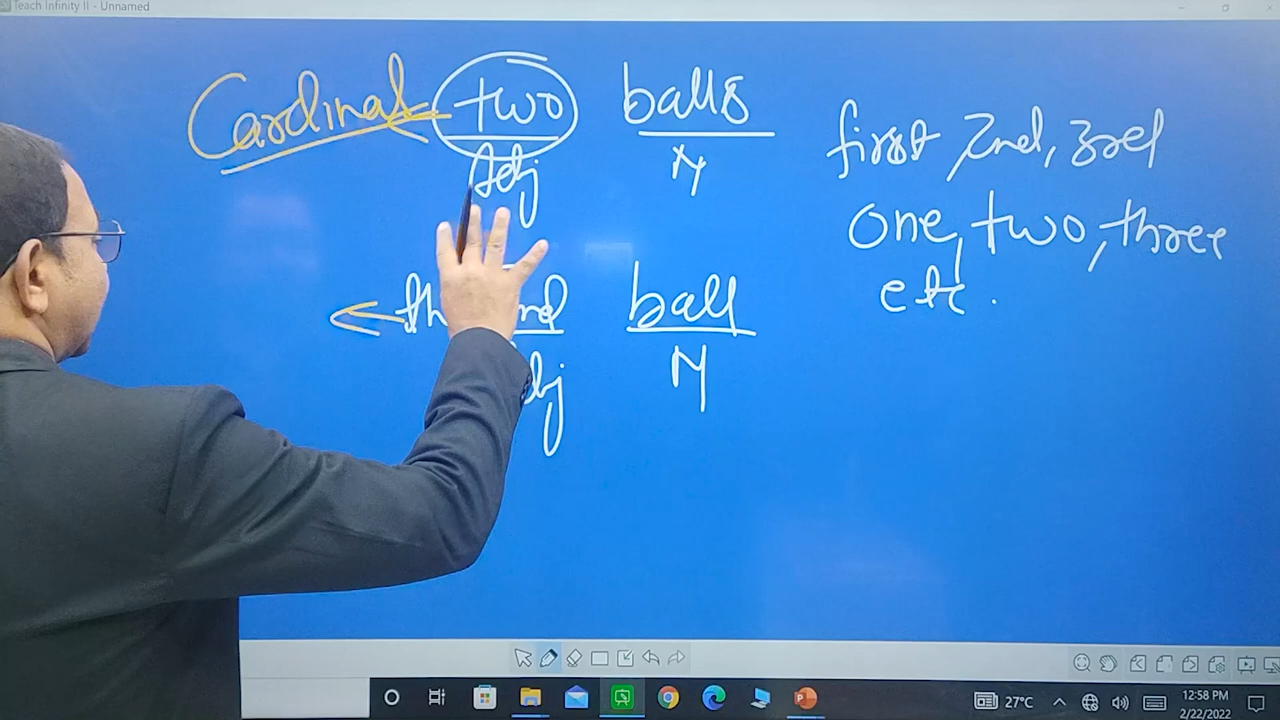 Teach Infinity II - Unnamed
Cardinal two balls
Adj N
first, 2nd, 3rd
one, two, three
etc.
ball
N
27°C
12:58 PM
2/22/2022